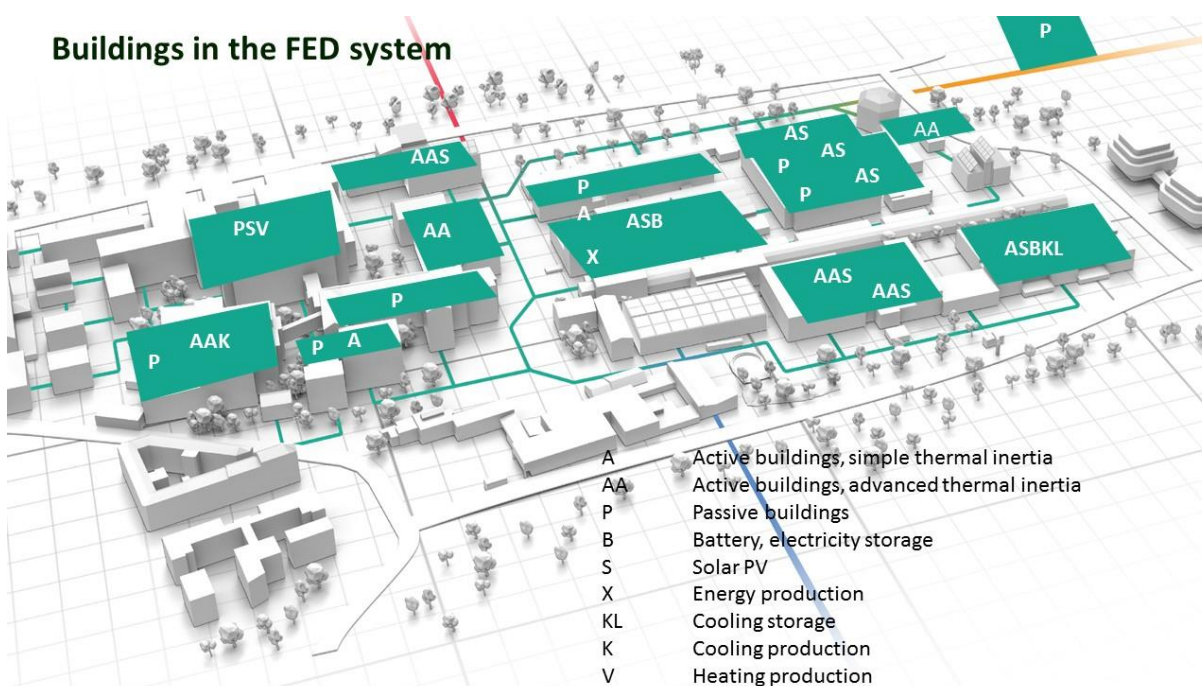 Buildings in the FED system
P
AAS
AS
AA
AS
P
P
AS
P
PSV
AA
A
ASB
X
ASBKL
AAS
AAS
P
P
AAK
P
A
A Active buildings, simple thermal inertia
AA Active buildings, advanced thermal inertia
P Passive buildings
B Battery, electricity storage
S Solar PV
X Energy production
KL Cooling storage
K Cooling production
V Heating production